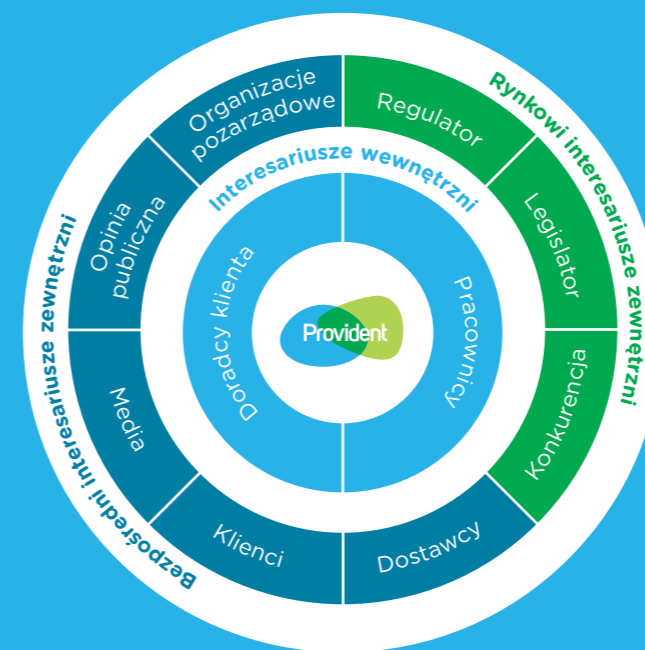 Rynkowi interesariusze zewnętrzni
Organizacje
pozarządowe
Regulator
Legislator
Konkurencja
Dostawcy
Klienci
Media
Opinia
publiczna
Bezpośredni interesariusze zewnętrzni
Interesariusze wewnętrzni
Doradcy klienta
Pracownicy
Provident